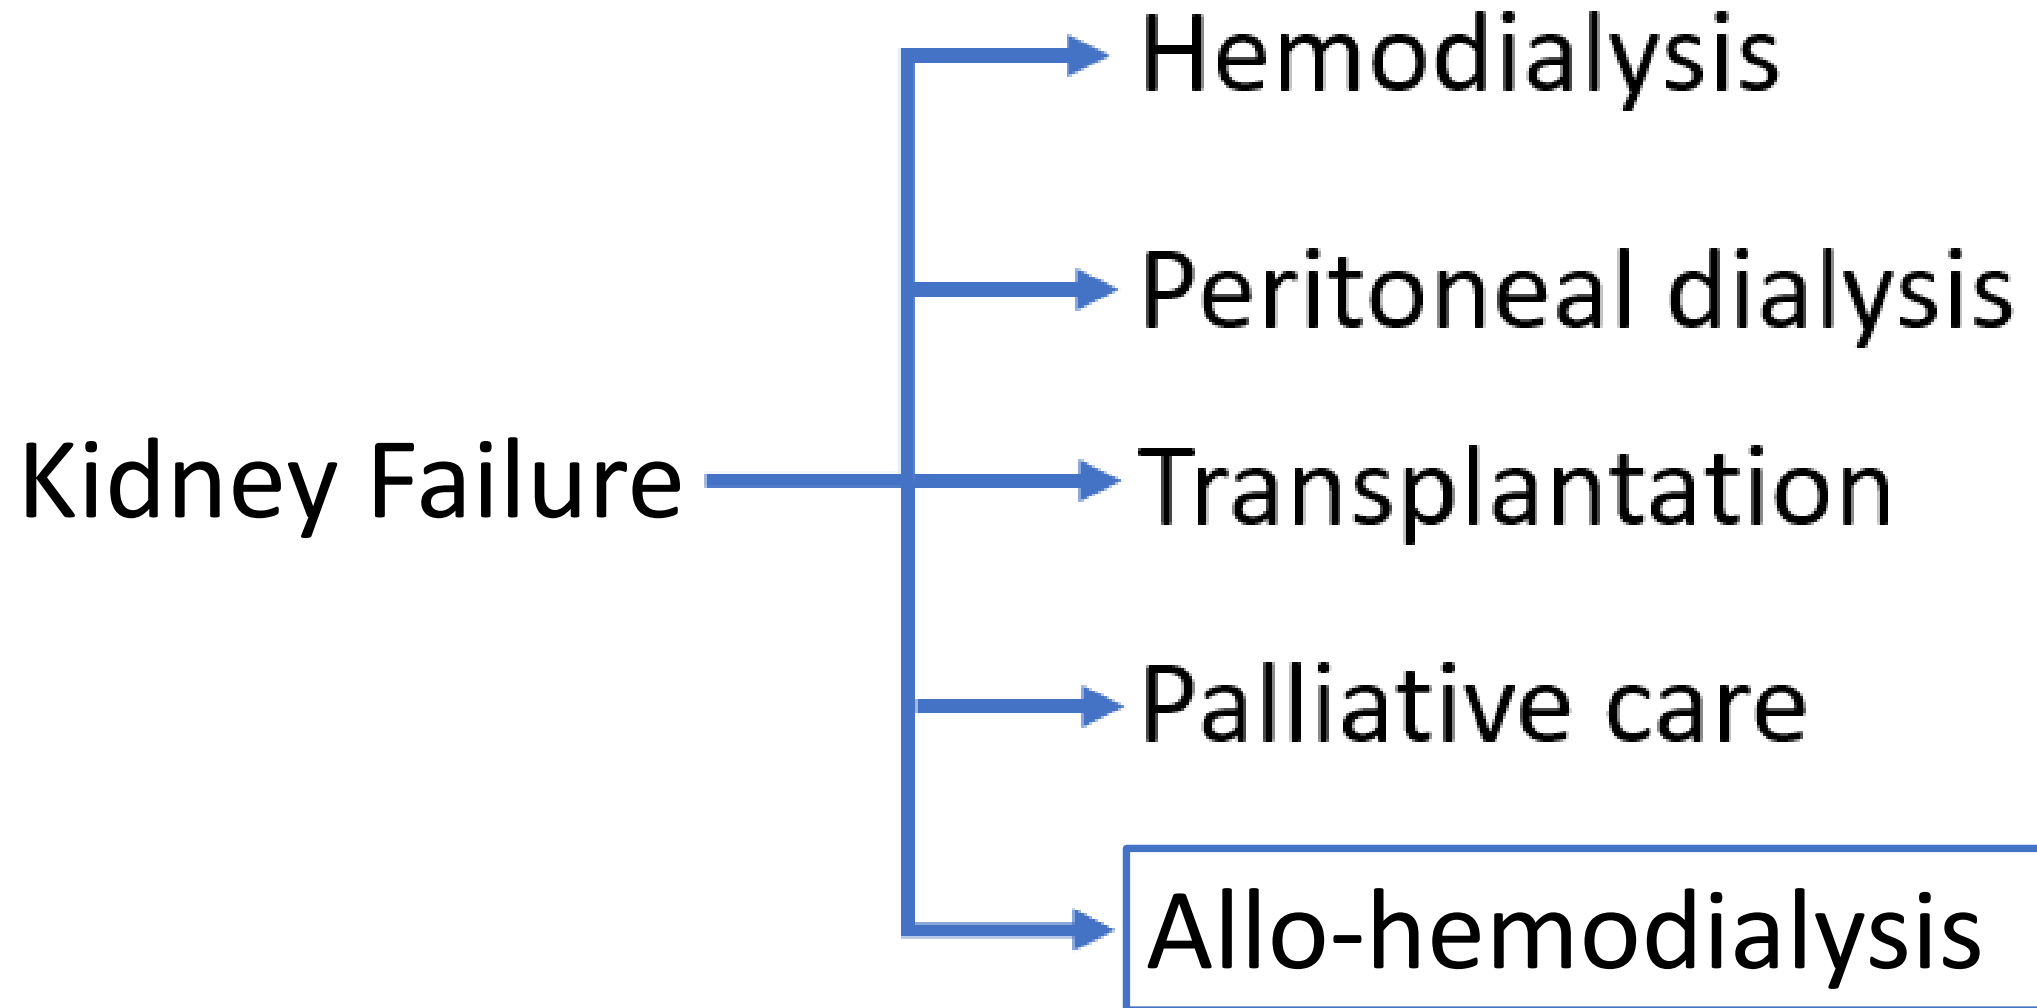 Hemodialysis
Peritoneal dialysis
Kidney Failure
Transplantation
Palliative care
Allo-hemodialysis